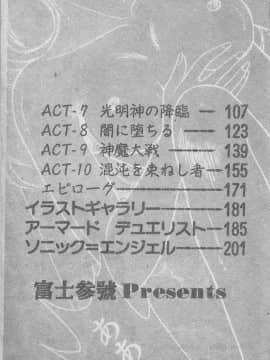 ACT-7 光明神の降臨 — 107
ACT-8 闇に堕ちる —— 123
ACT-9 神魔大戦 ——— 139
ACT-10 混沌を束ねし者—155
エピローグ————171
イラストギャラリー———181
アーマード デュエリスト—185
ソニック=エンジェル———201
富士参號 Presents
ああ